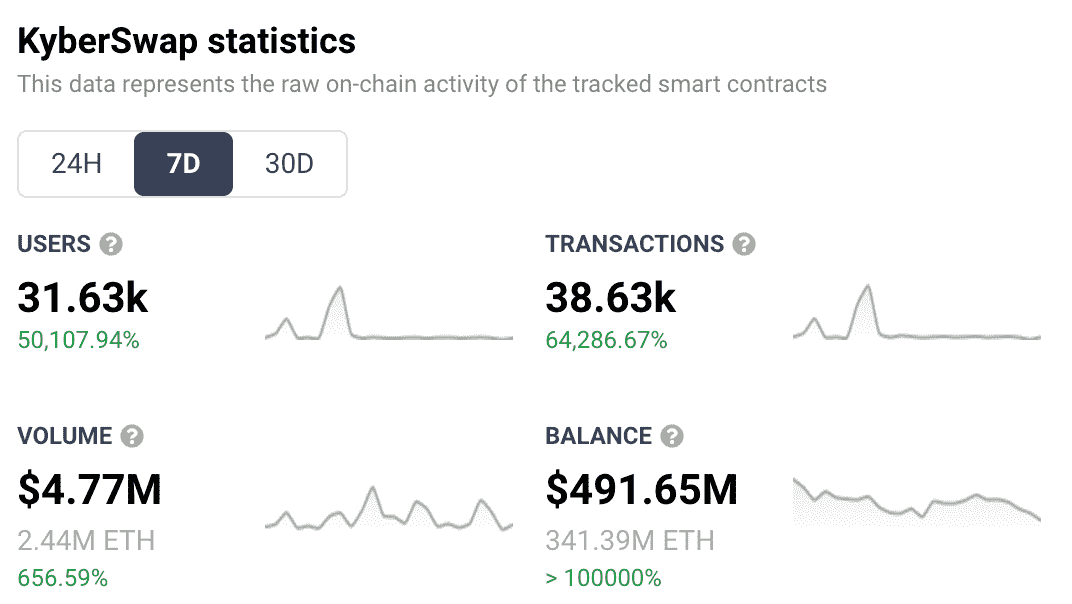 KyberSwap statistics
This data represents the raw on-chain activity of the tracked smart contracts
24H 7D 30D
USERS ?
31.63k
50,107.94%
TRANSACTIONS ?
38.63k
64,286.67%
VOLUME ?
$4.77M
2.44M ETH
656.59%
BALANCE ?
$491.65M
341.39M ETH
> 100000%